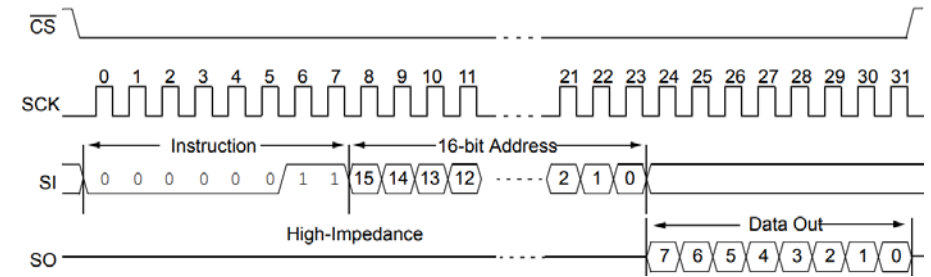 CS
0 1 2 3 4 5 6 7 8 9 10 11 21 22 23 24 25 26 27 28 29 30 31
SCK
Instruction 16-bit Address
SI 0 0 0 0 0 0 1 1 15 14 13 12 2 1 0
High-Impedance Data Out
SO 7 6 5 4 3 2 1 0